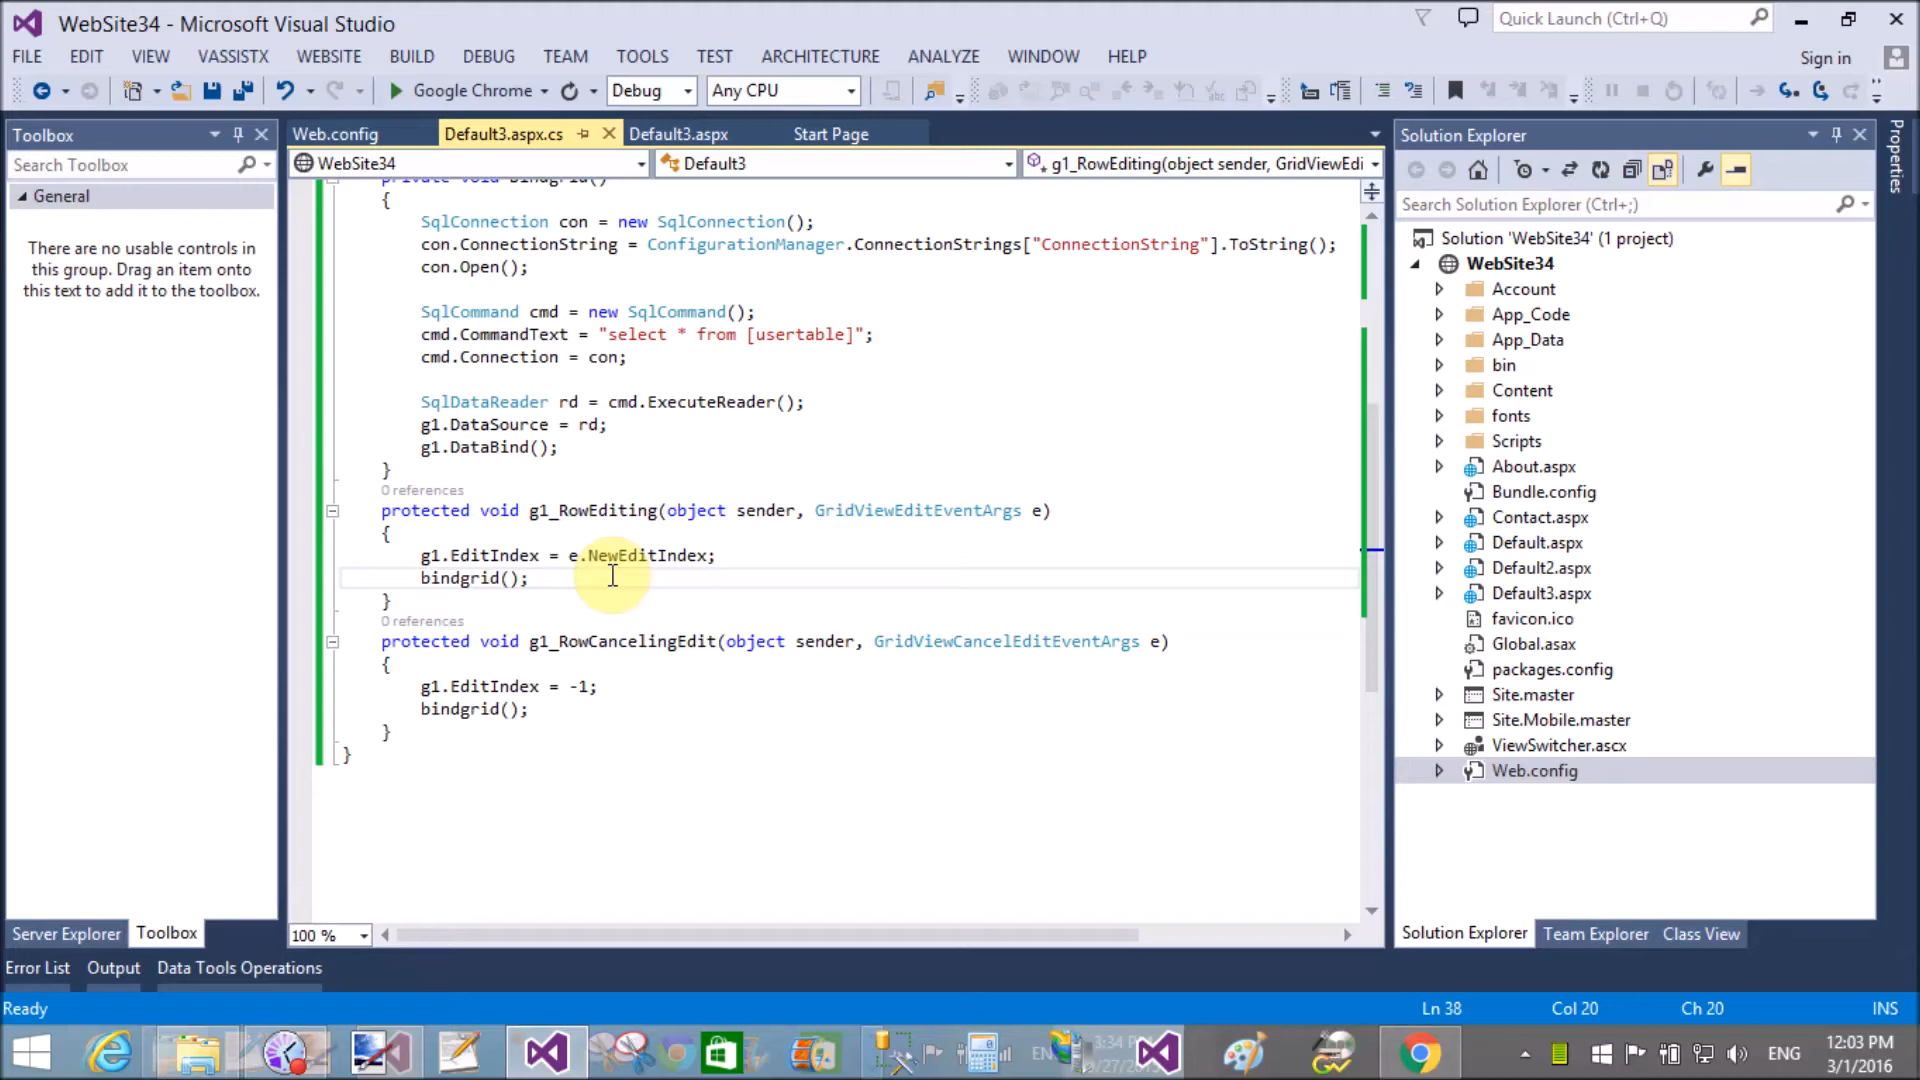 WebSite34 - Microsoft Visual Studio
Quick Launch (Ctrl+Q)
FILE EDIT VIEW VASSISTX WEBSITE BUILD DEBUG TEAM TOOLS TEST ARCHITECTURE ANALYZE WINDOW HELP
Sign in
Google Chrome Debug Any CPU
Toolbox
Search Toolbox
General
There are no usable controls in
this group. Drag an item onto
this text to add it to the toolbox.
Server Explorer Toolbox
Web.config Default3.aspx.cs Default3.aspx Start Page
WebSite34 Default3 g1_RowEditing(object sender, GridViewEdi
private void bindgrid()
{
SqlConnection con = new SqlConnection();
con.ConnectionString = ConfigurationManager.ConnectionStrings["ConnectionString"].ToString();
con.Open();
SqlCommand cmd = new SqlCommand();
cmd.CommandText = "select * from [usertable]";
cmd.Connection = con;
SqlDataReader rd = cmd.ExecuteReader();
g1.DataSource = rd;
g1.DataBind();
}
0 references
protected void g1_RowEditing(object sender, GridViewEditEventArgs e)
{
g1.EditIndex = e.NewEditIndex;
bindgrid();
}
0 references
protected void g1_RowCancelingEdit(object sender, GridViewCancelEditEventArgs e)
{
g1.EditIndex = -1;
bindgrid();
}
}
100 %
Solution Explorer
Search Solution Explorer (Ctrl+;)
Solution 'WebSite34' (1 project)
WebSite34
Account
App_Code
App_Data
bin
Content
fonts
Scripts
About.aspx
Bundle.config
Contact.aspx
Default.aspx
Default2.aspx
Default3.aspx
favicon.ico
Global.asax
packages.config
Site.master
Site.Mobile.master
ViewSwitcher.ascx
Web.config
Solution Explorer Team Explorer Class View
Properties
Error List Output Data Tools Operations
Ready Ln 38 Col 20 Ch 20 INS
EN 3:34 P
ENG
12:03 PM
3/1/2016